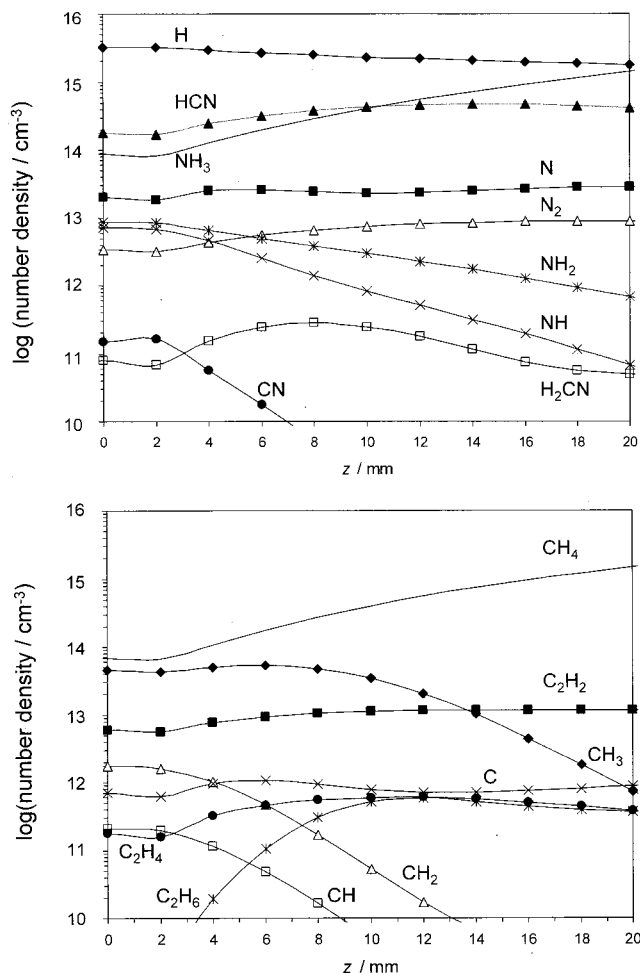 16
H
15
HCN
14
NH3
N
13
N2
NH2
12
NH
11
CN
H2CN
10
0 2 4 6 8 10 12 14 16 18 20
log (number density / cm-3)
z / mm
16
CH4
15
14
C2H2
13
CH3
12
C
C2H4
11
C2H6
CH
CH2
10
0 2 4 6 8 10 12 14 16 18 20
log(number density / cm-3)
z / mm